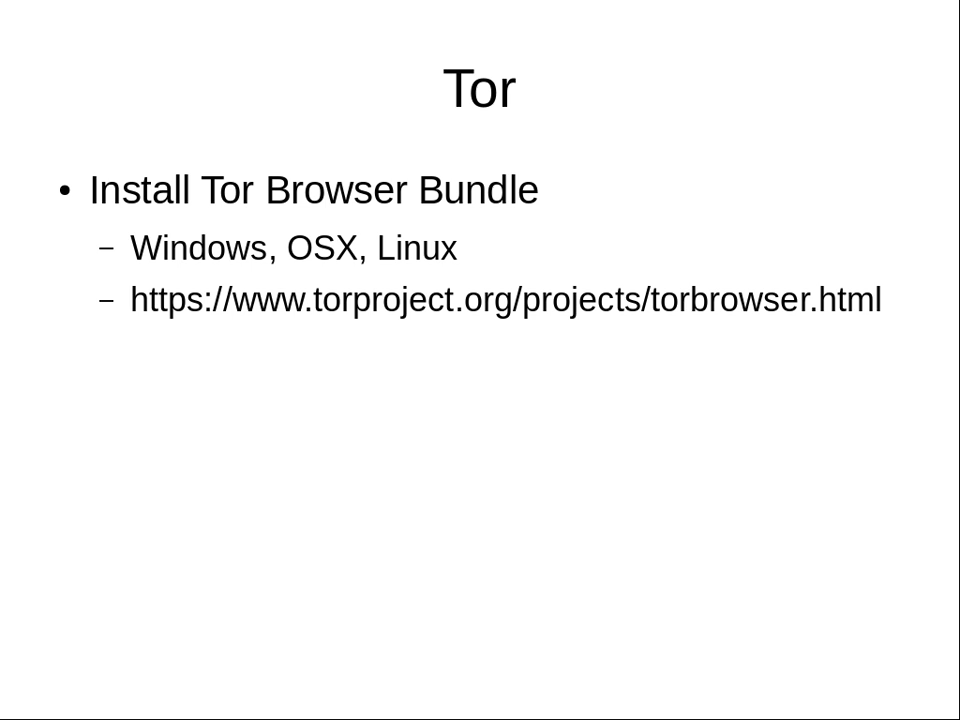 Tor
• Install Tor Browser Bundle
– Windows, OSX, Linux
– https://www.torproject.org/projects/torbrowser.html